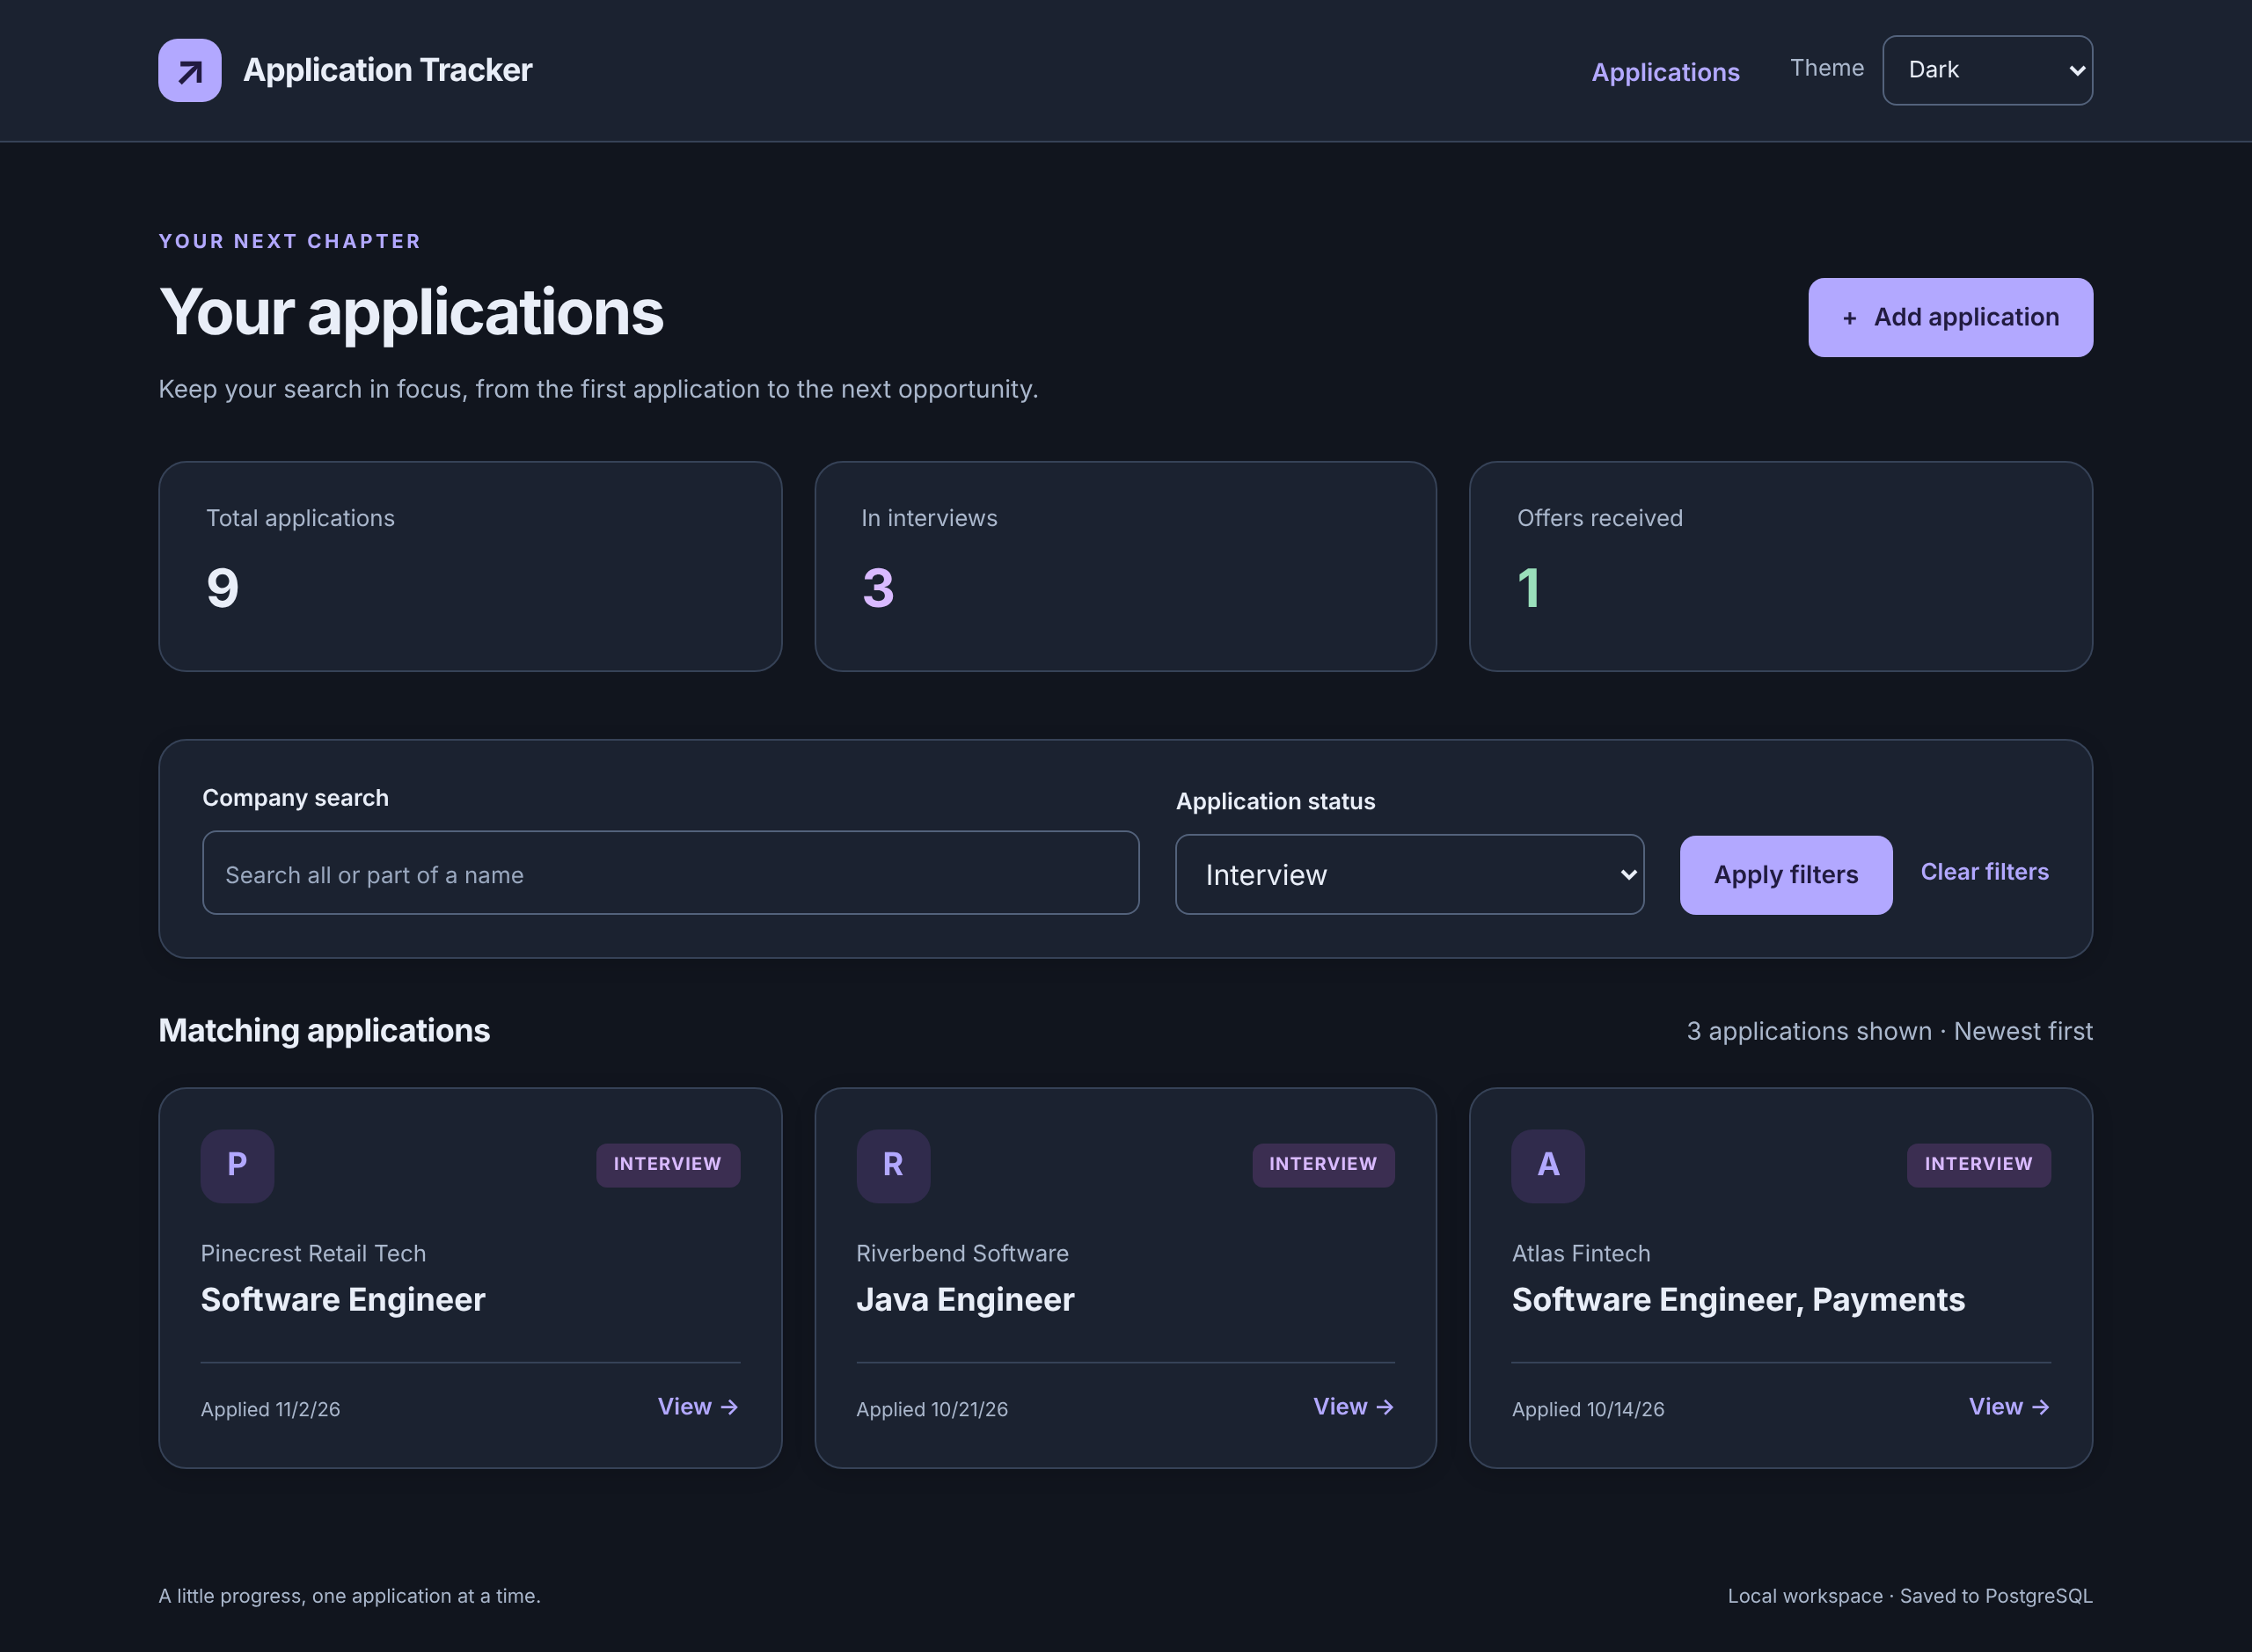 Application Tracker
Applications
Theme
Dark
YOUR NEXT CHAPTER
Your applications
+ Add application
Keep your search in focus, from the first application to the next opportunity.
Total applications
9
In interviews
3
Offers received
1
Company search
Search all or part of a name
Application status
Interview
Apply filters
Clear filters
Matching applications
3 applications shown · Newest first
P
INTERVIEW
Pinecrest Retail Tech
Software Engineer
Applied 11/2/26
View →
R
INTERVIEW
Riverbend Software
Java Engineer
Applied 10/21/26
View →
A
INTERVIEW
Atlas Fintech
Software Engineer, Payments
Applied 10/14/26
View →
A little progress, one application at a time.
Local workspace · Saved to PostgreSQL